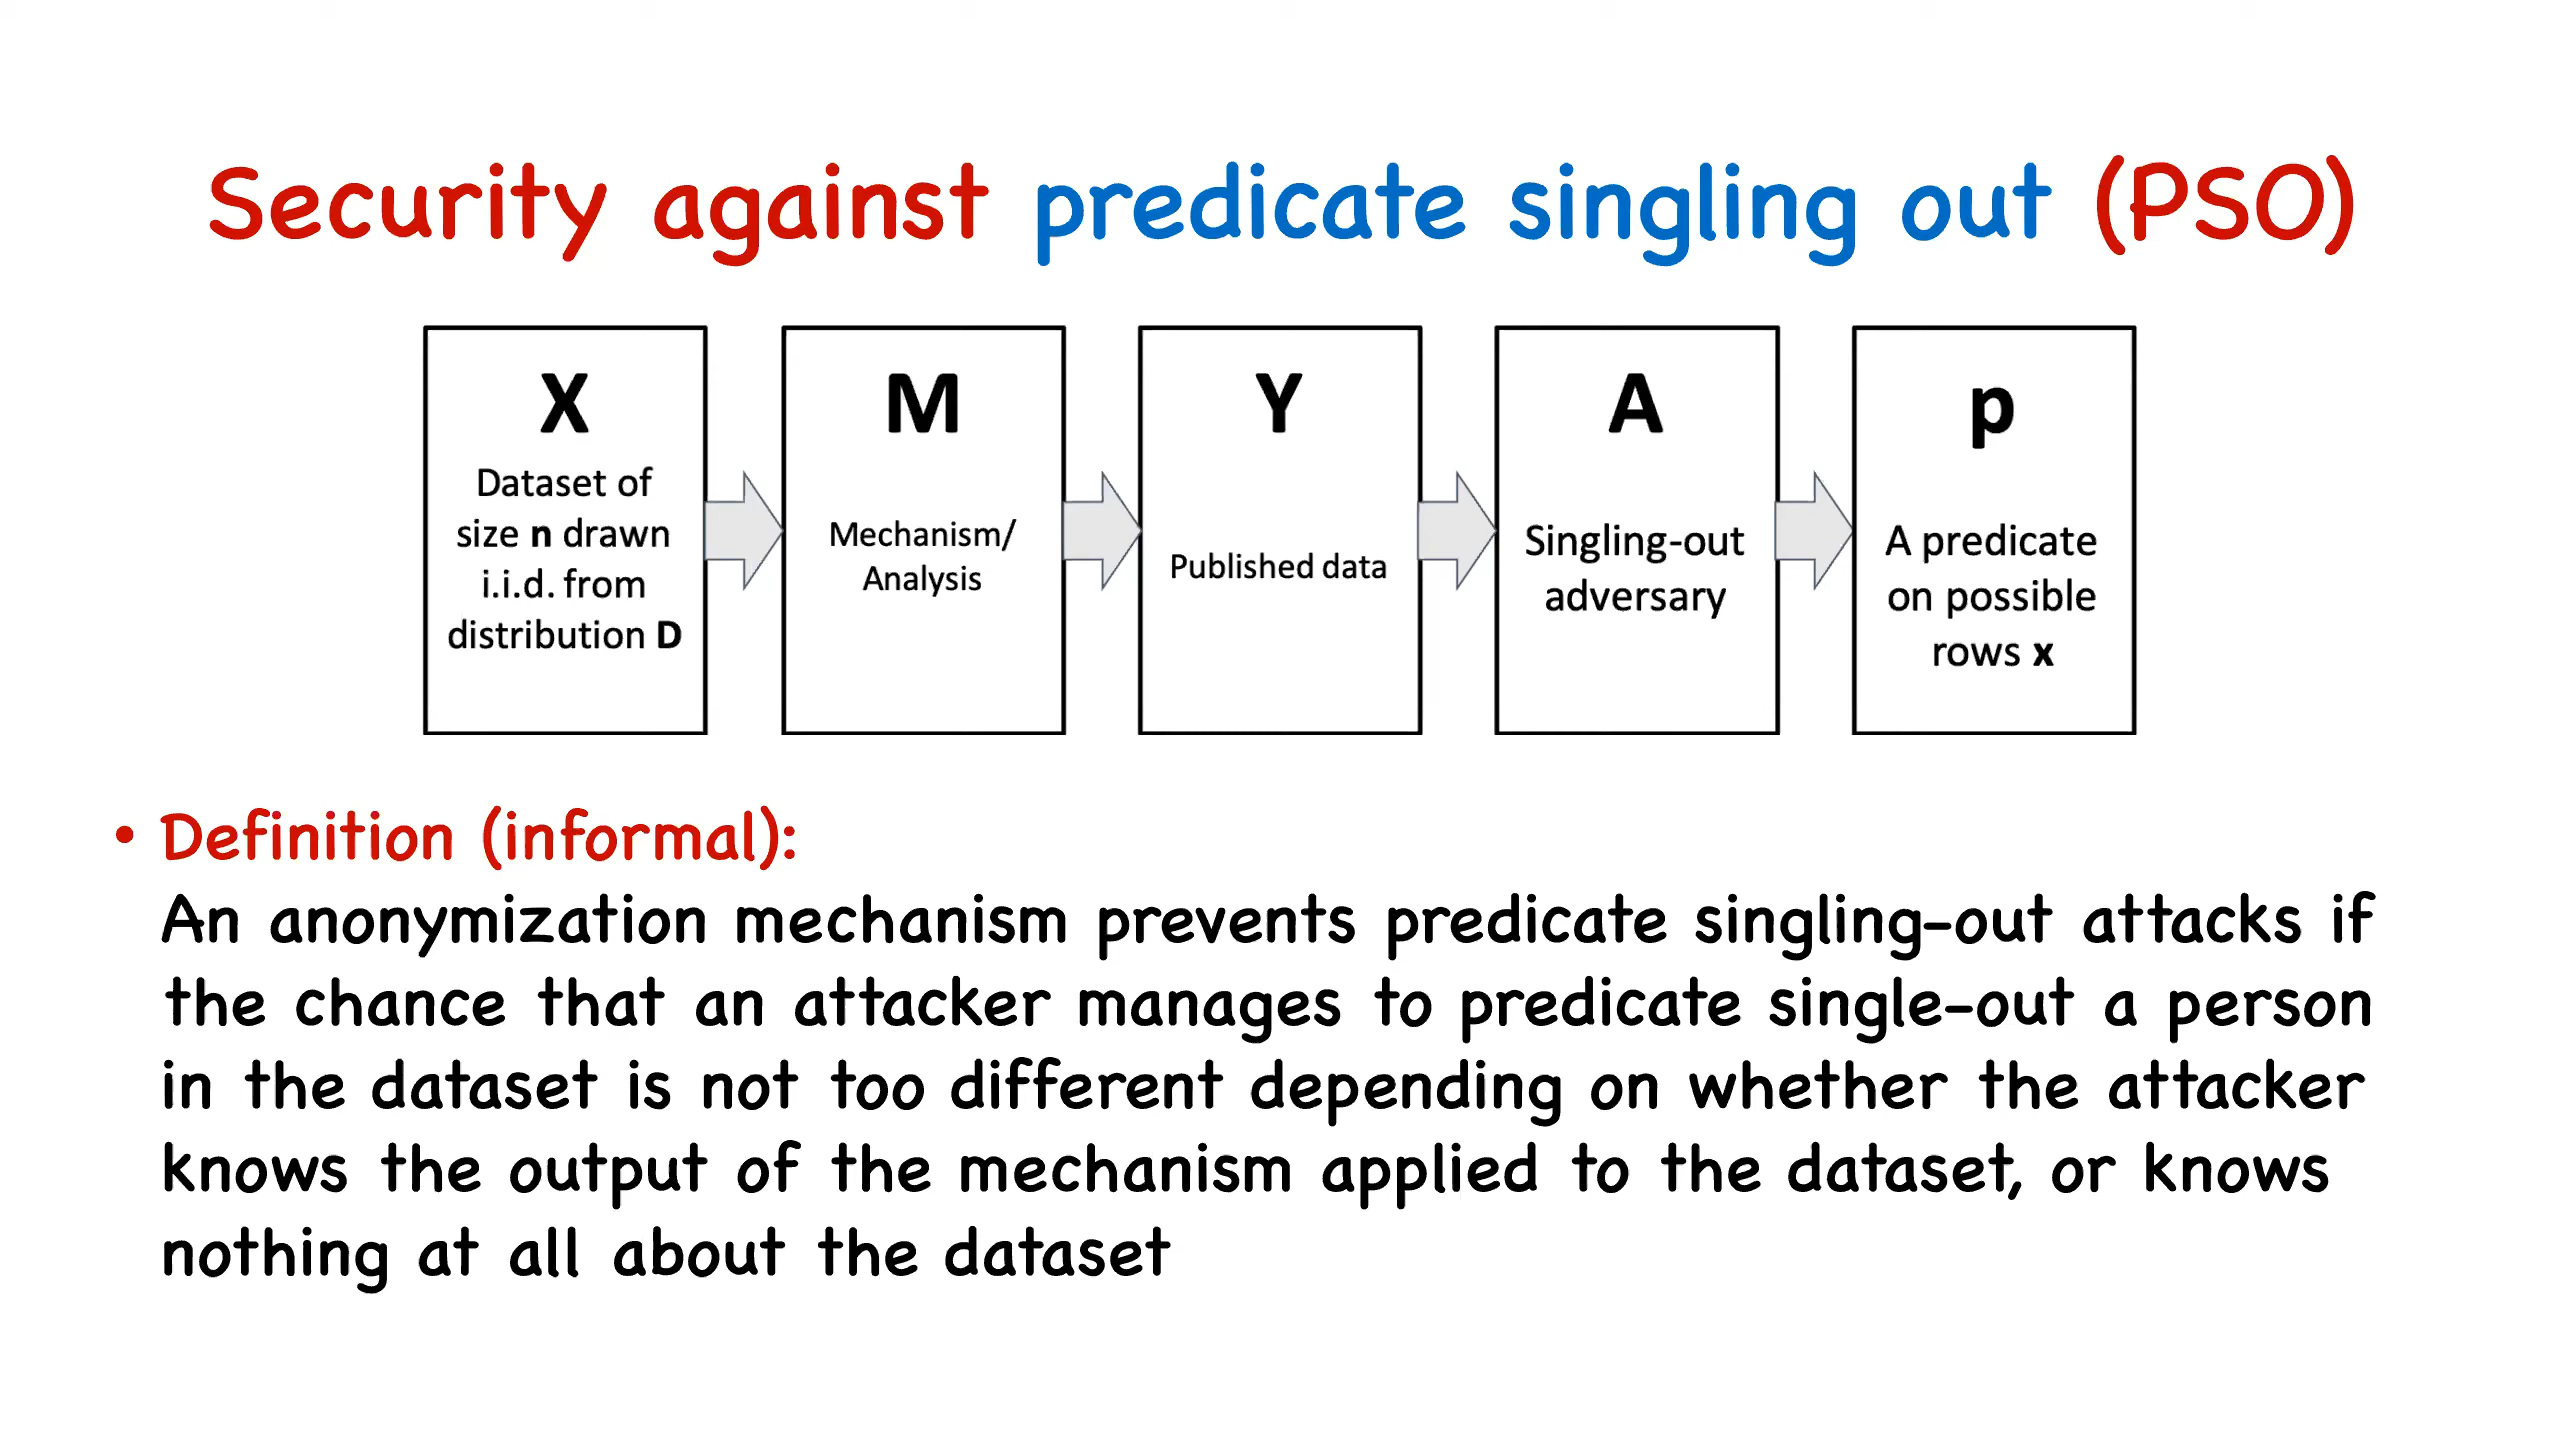 Security against predicate singling out (PSO)
X
Dataset of
size n drawn
i.i.d. from
distribution D
M
Mechanism/
Analysis
Y
Published data
A
Singling-out
adversary
p
A predicate
on possible
rows x
• Definition (informal):
An anonymization mechanism prevents predicate singling-out attacks if
the chance that an attacker manages to predicate single-out a person
in the dataset is not too different depending on whether the attacker
knows the output of the mechanism applied to the dataset, or knows
nothing at all about the dataset